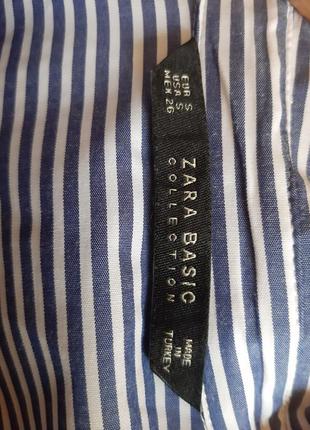 EUR S
USA S
MEX 26
ZARA BASIC
COLLECTION
MADE
IN
TURKEY